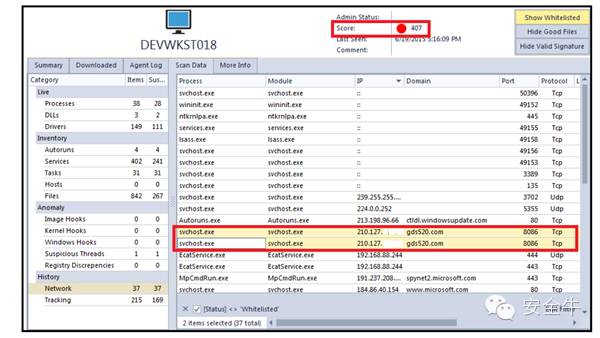 DEVWKST018
Admin Status:
Score: 407
Last Seen: 6/19/2015 5:16:09 PM
Comment:
Show Whitelisted
Hide Good Files
Hide Valid Signature
Summary Downloaded Agent Log Scan Data More Info
Category Items Sus...
Live
Processes 38 28
DLLs 3 2
Drivers 149 111
Inventory
Autoruns 4 4
Services 402 241
Tasks 31 31
Hosts 0 0
Files 842 267
Anomaly
Image Hooks 0 0
Kernel Hooks 0 0
Windows Hooks 0 0
Suspicious Threads 1 1
Registry Discrepencies 0 0
History
Network 37 37
Tracking 215 169
Process Module IP Domain Port Protocol L
svchost.exe svchost.exe :: 50396 Tcp
wininit.exe wininit.exe :: 49152 Tcp
ntkrnlpa.exe ntkrnlpa.exe :: 445 Tcp
services.exe services.exe :: 49155 Tcp
lsass.exe lsass.exe :: 49158 Tcp
svchost.exe svchost.exe :: 49156 Tcp
svchost.exe svchost.exe :: 49153 Tcp
svchost.exe svchost.exe :: 3389 Tcp
svchost.exe svchost.exe :: 135 Tcp
svchost.exe svchost.exe 239.255.255.... 3702 Udp
svchost.exe svchost.exe 224.0.0.252 5355 Udp
Autoruns.exe Autoruns.exe 213.198.96.66 ctldl.windowsupdate.com 80 Tcp
svchost.exe svchost.exe 210.127. gds520.com 8086 Tcp
svchost.exe svchost.exe 210.127. gds520.com 8086 Tcp
EcatService.exe EcatService.exe 192.168.88.244 444 Udp
EcatService.exe EcatService.exe 192.168.88.244 443 Tcp
MpCmdRun.exe MpCmdRun.exe 191.237.208.... spynet2.microsoft.com 443 Tcp
svchost.exe svchost.exe 184.86.40.154 www.microsoft.com 80 Tcp
[Status] <> 'Whitelisted'
2 items selected (37 total)
安全牛